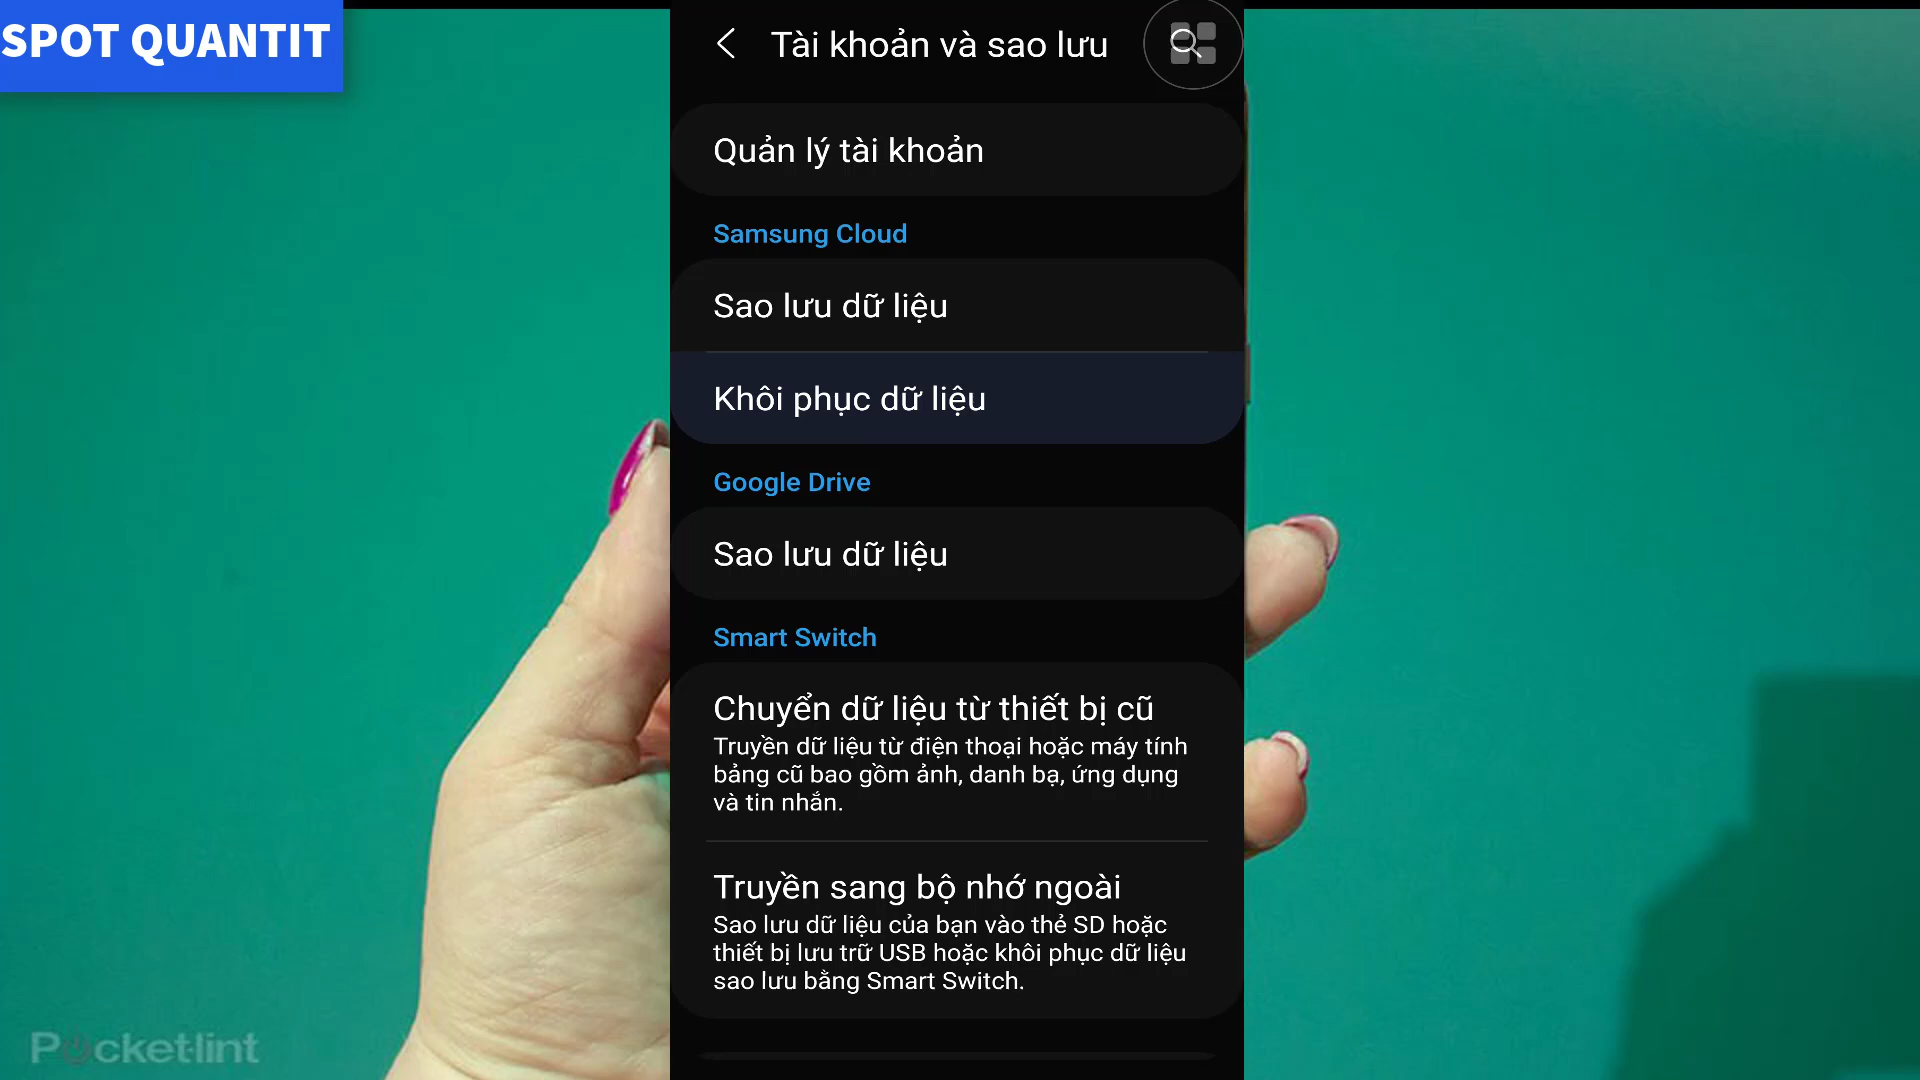 SPOT QUANTIT
Tài khoản và sao lưu
Quản lý tài khoản
Samsung Cloud
Sao lưu dữ liệu
Khôi phục dữ liệu
Google Drive
Sao lưu dữ liệu
Smart Switch
Chuyển dữ liệu từ thiết bị cũ
Truyền dữ liệu từ điện thoại hoặc máy tính
bảng cũ bao gồm ảnh, danh bạ, ứng dụng
và tin nhắn.
Truyền sang bộ nhớ ngoài
Sao lưu dữ liệu của bạn vào thẻ SD hoặc
thiết bị lưu trữ USB hoặc khôi phục dữ liệu
sao lưu bằng Smart Switch.
Pocket-lint